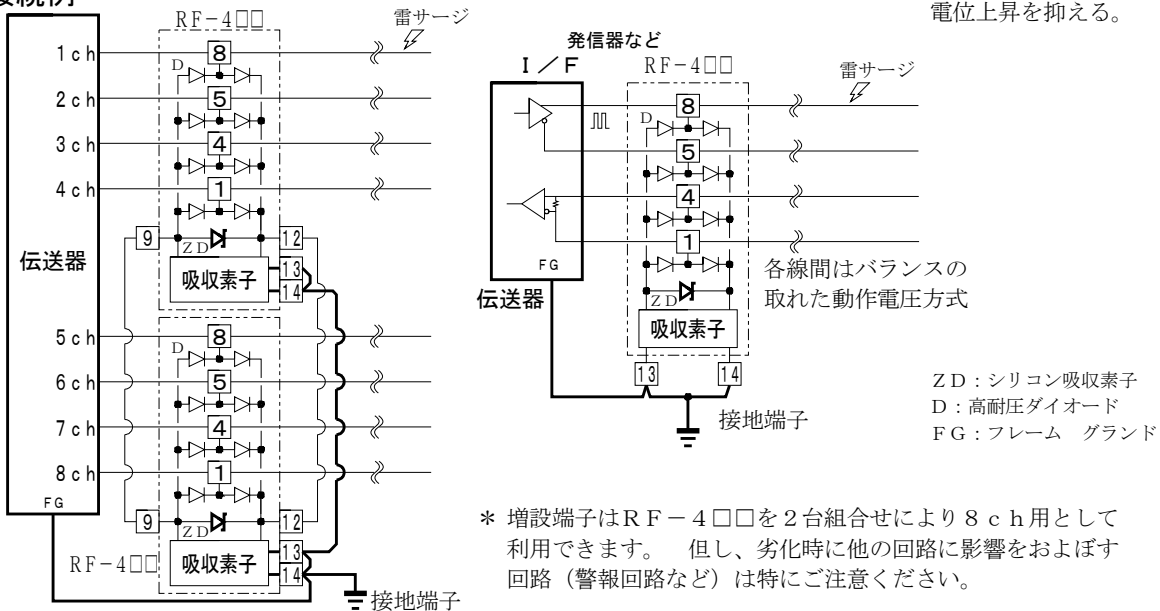 電位上昇を抑える。
RF-4□□
雷サージ
1ch
8
D
2ch
5
3ch
4
4ch
1
9
ZD
12
伝送器
吸収素子
13
14
5ch
8
D
6ch
5
7ch
4
8ch
1
FG
9
ZD
12
RF-4□□
吸収素子
13
14
接地端子
発信器など
I/F
RF-4□□
雷サージ
D
8
5
4
1
FG
伝送器
ZD
吸収素子
13
14
接地端子
各線間はバランスの
取れた動作電圧方式
ZD:シリコン吸収素子
D:高耐圧ダイオード
FG:フレーム グランド
* 増設端子はRF-4□□を2台組合せにより8ch用として
利用できます。 但し、劣化時に他の回路に影響をおよぼす
回路(警報回路など)は特にご注意ください。